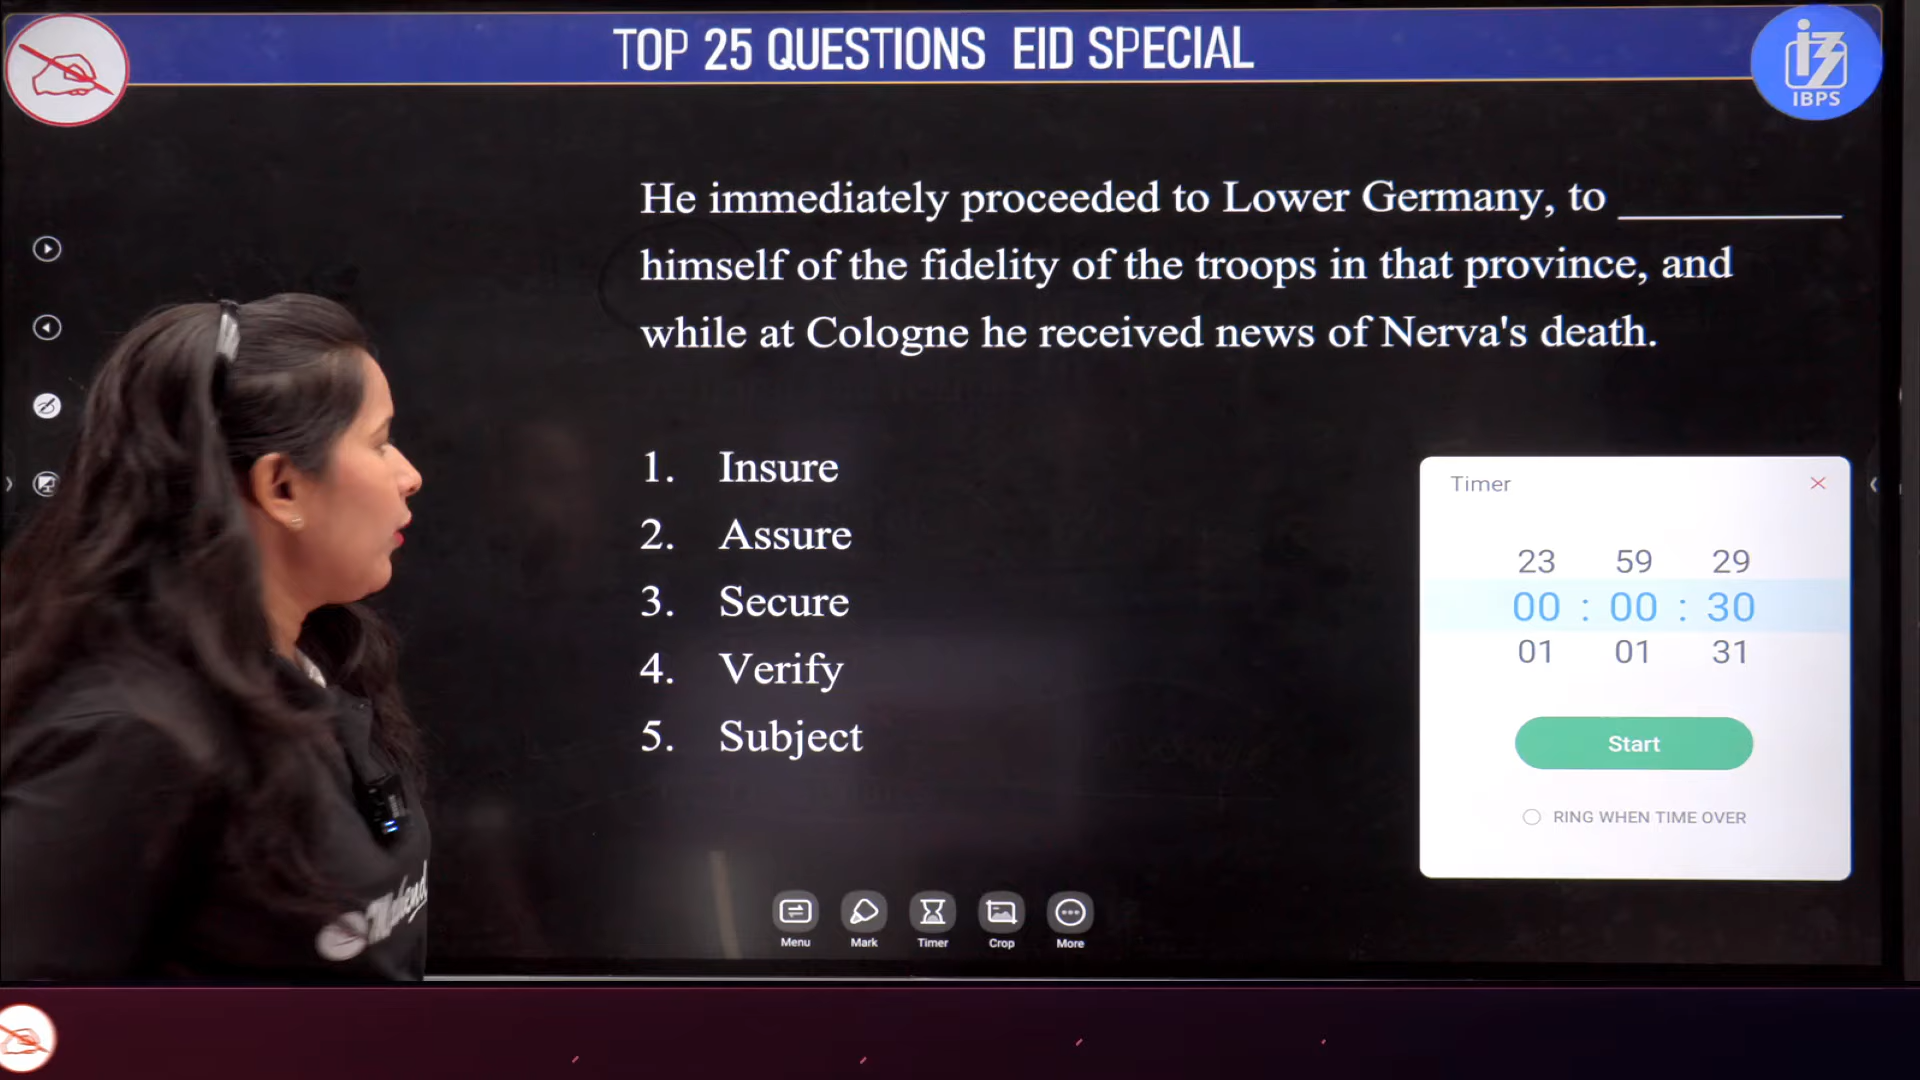 TOP 25 QUESTIONS EID SPECIAL
IBPS
He immediately proceeded to Lower Germany, to __________
himself of the fidelity of the troops in that province, and
while at Cologne he received news of Nerva's death.
1. Insure
2. Assure
3. Secure
4. Verify
5. Subject
Timer
23 59 29
00 : 00 : 30
01 01 31
Start
RING WHEN TIME OVER
Menu Mark Timer Crop More